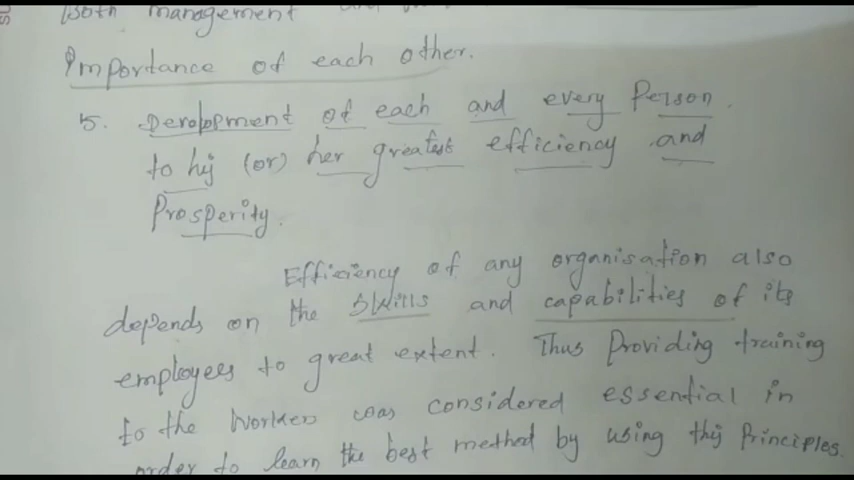 Both management
Importance of each other.
5. Development of each and every Person
to his (or) her greatest efficiency and
Prosperity.
Efficiency of any organisation also
depends on the Skills and capabilities of its
employees to great extent. Thus Providing training
to the Worker was considered essential in
order to learn the best method by using this Principles.